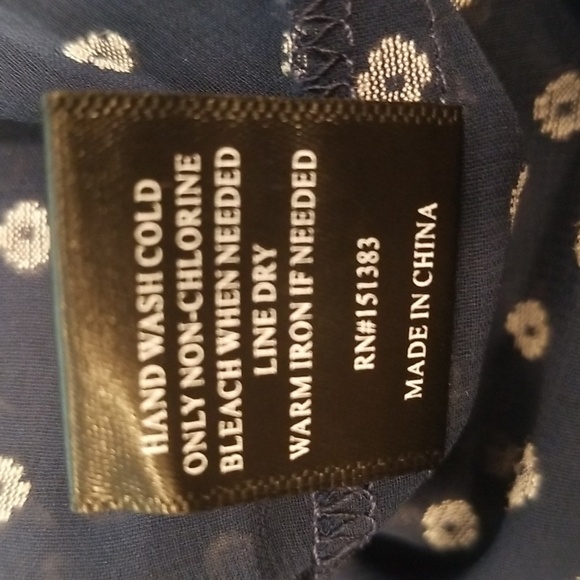 HAND WASH COLD
ONLY NON-CHLORINE
BLEACH WHEN NEEDED
LINE DRY
WARM IRON IF NEEDED
RN#151383
MADE IN CHINA